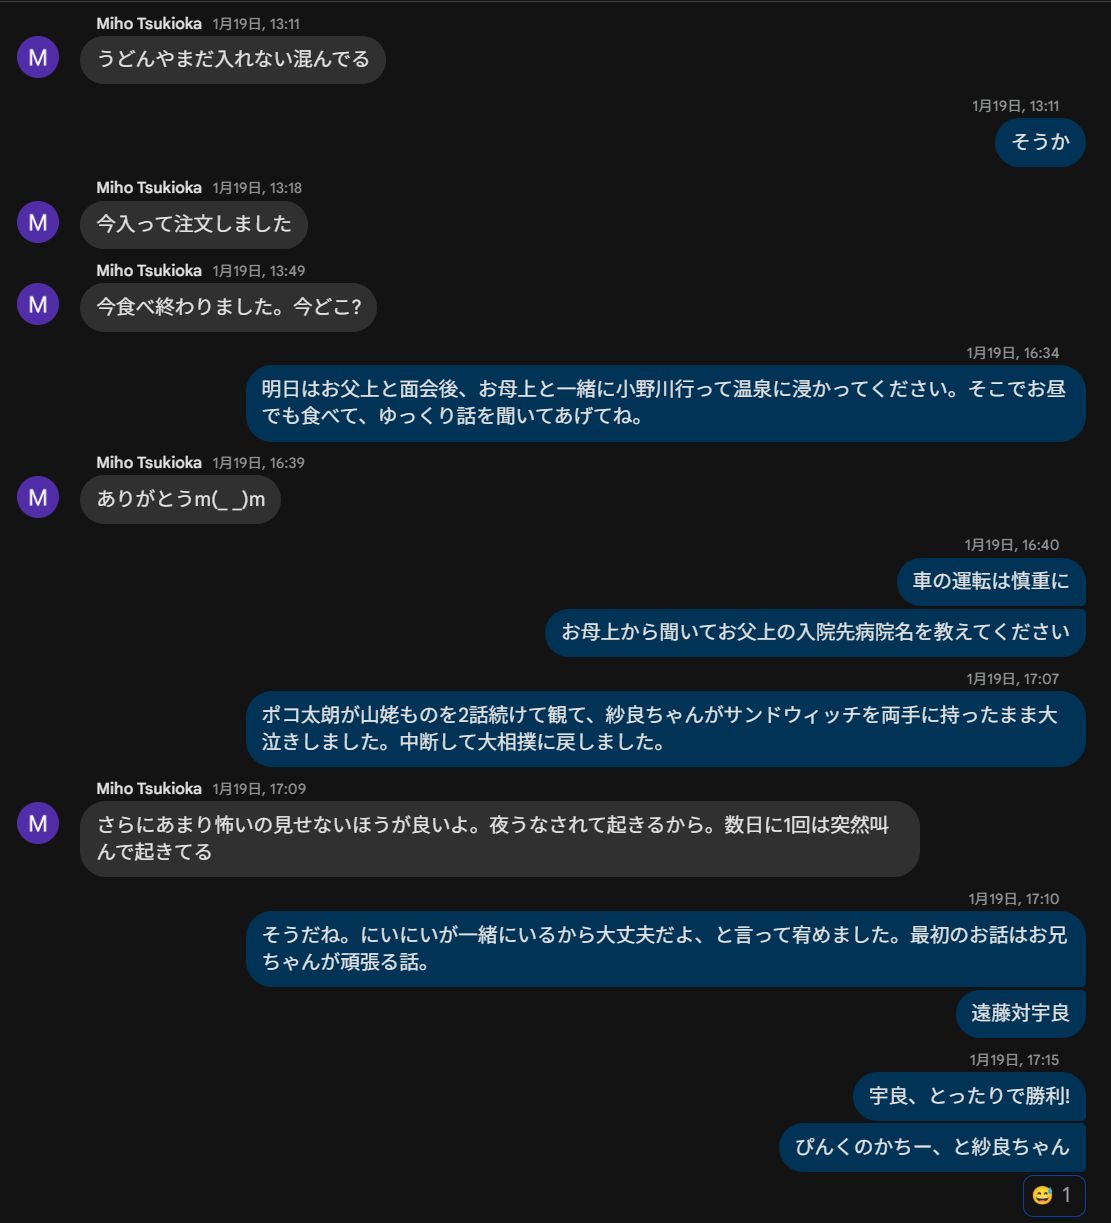 Miho Tsukioka 1月19日, 13:11
M
うどんやまだ入れない混んでる
1月19日, 13:11
そうか
Miho Tsukioka 1月19日, 13:18
M
今入って注文しました
Miho Tsukioka 1月19日, 13:49
M
今食べ終わりました。今どこ?
1月19日, 16:34
明日はお父上と面会後、お母上と一緒に小野川行って温泉に浸かってください。そこでお昼
でも食べて、ゆっくり話を聞いてあげてね。
Miho Tsukioka 1月19日, 16:39
M
ありがとうm(_ _)m
1月19日, 16:40
車の運転は慎重に
お母上から聞いてお父上の入院先病院名を教えてください
1月19日, 17:07
ポコ太朗が山姥ものを2話続けて観て、紗良ちゃんがサンドウィッチを両手に持ったまま大
泣きしました。中断して大相撲に戻しました。
Miho Tsukioka 1月19日, 17:09
M
さらにあまり怖いの見せないほうが良いよ。夜うなされて起きるから。数日に1回は突然叫
んで起きてる
1月19日, 17:10
そうだね。にいにいが一緒にいるから大丈夫だよ、と言って宥めました。最初のお話はお兄
ちゃんが頑張る話。
遠藤対宇良
1月19日, 17:15
宇良、とったりで勝利!
ぴんくのかちー、と紗良ちゃん
😅 1